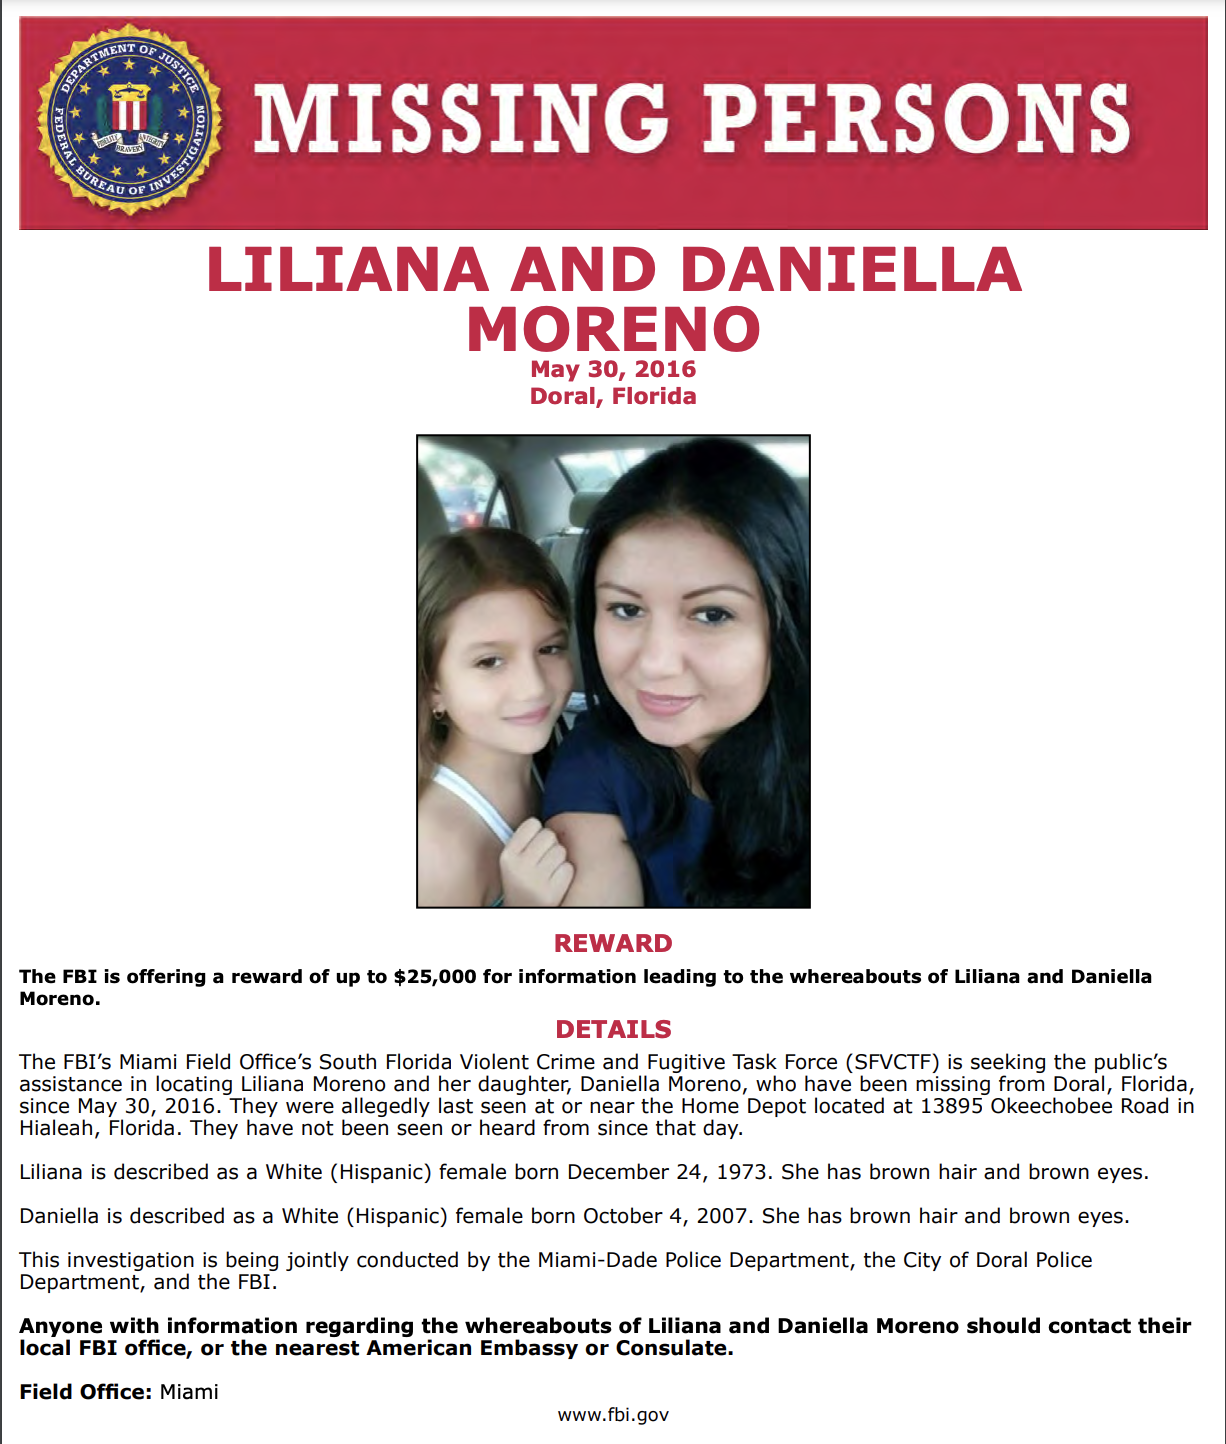 DEPARTMENT OF JUSTICE
FEDERAL BUREAU OF INVESTIGATION
FIDELITY BRAVERY INTEGRITY
MISSING PERSONS
LILIANA AND DANIELLA
MORENO
May 30, 2016
Doral, Florida
REWARD
The FBI is offering a reward of up to $25,000 for information leading to the whereabouts of Liliana and Daniella
Moreno.
DETAILS
The FBI’s Miami Field Office’s South Florida Violent Crime and Fugitive Task Force (SFVCTF) is seeking the public’s
assistance in locating Liliana Moreno and her daughter, Daniella Moreno, who have been missing from Doral, Florida,
since May 30, 2016. They were allegedly last seen at or near the Home Depot located at 13895 Okeechobee Road in
Hialeah, Florida. They have not been seen or heard from since that day.
Liliana is described as a White (Hispanic) female born December 24, 1973. She has brown hair and brown eyes.
Daniella is described as a White (Hispanic) female born October 4, 2007. She has brown hair and brown eyes.
This investigation is being jointly conducted by the Miami-Dade Police Department, the City of Doral Police
Department, and the FBI.
Anyone with information regarding the whereabouts of Liliana and Daniella Moreno should contact their
local FBI office, or the nearest American Embassy or Consulate.
Field Office: Miami
www.fbi.gov